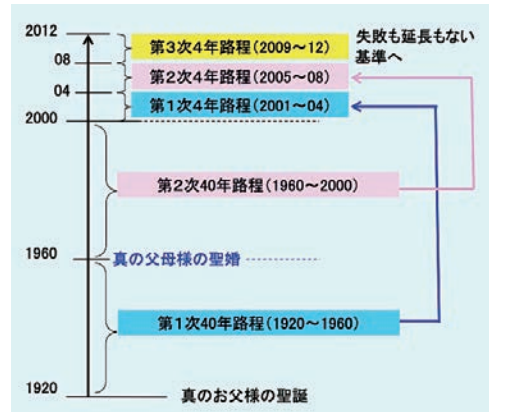 2012
第3次4年路程(2009～12)
失敗も延長もない
基準へ
08
第2次4年路程(2005～08)
04
第1次4年路程(2001～04)
2000
第2次40年路程(1960～2000)
1960
真の父母様の聖婚
第1次40年路程(1920～1960)
1920
真のお父様の聖誕